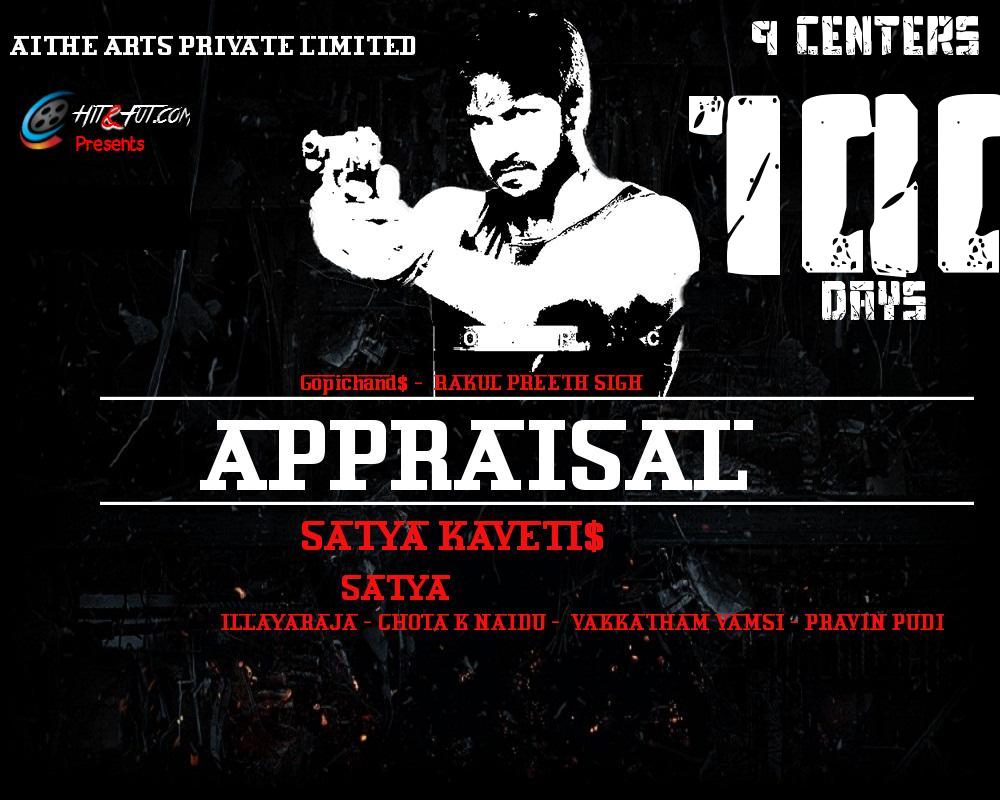 AITHE ARTS PRIVATE LIMITED
9 CENTERS
HIT&FUT.COM
Presents
100
DAYS
Gopichand$ - RAKUL PREETH SIGH
APPRAISAL
SATYA KAVETI$
SATYA
ILLAYARAJA - CHOTA K NAIDU - VAKKATHAM VAMSI - PRAVIN PUDI